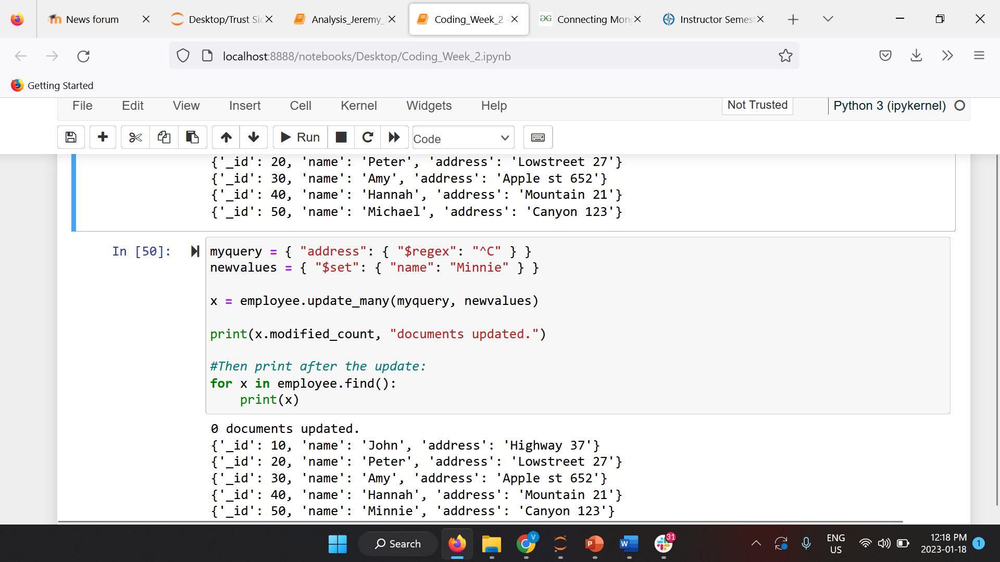 News forum
Desktop/Trust Sic
Analysis_Jeremy_
Coding_Week_2 -
Connecting Mong
Instructor Semest
localhost:8888/notebooks/Desktop/Coding_Week_2.ipynb
Getting Started
File Edit View Insert Cell Kernel Widgets Help
Not Trusted
Python 3 (ipykernel)
Run
Code
{'_id': 20, 'name': 'Peter', 'address': 'Lowstreet 27'}
{'_id': 30, 'name': 'Amy', 'address': 'Apple st 652'}
{'_id': 40, 'name': 'Hannah', 'address': 'Mountain 21'}
{'_id': 50, 'name': 'Michael', 'address': 'Canyon 123'}
In [50]:
myquery = { "address": { "$regex": "^C" } }
newvalues = { "$set": { "name": "Minnie" } }
x = employee.update_many(myquery, newvalues)
print(x.modified_count, "documents updated.")
#Then print after the update:
for x in employee.find():
    print(x)
0 documents updated.
{'_id': 10, 'name': 'John', 'address': 'Highway 37'}
{'_id': 20, 'name': 'Peter', 'address': 'Lowstreet 27'}
{'_id': 30, 'name': 'Amy', 'address': 'Apple st 652'}
{'_id': 40, 'name': 'Hannah', 'address': 'Mountain 21'}
{'_id': 50, 'name': 'Minnie', 'address': 'Canyon 123'}
Search
V
P
W
31
ENG
US
12:18 PM
2023-01-18
1